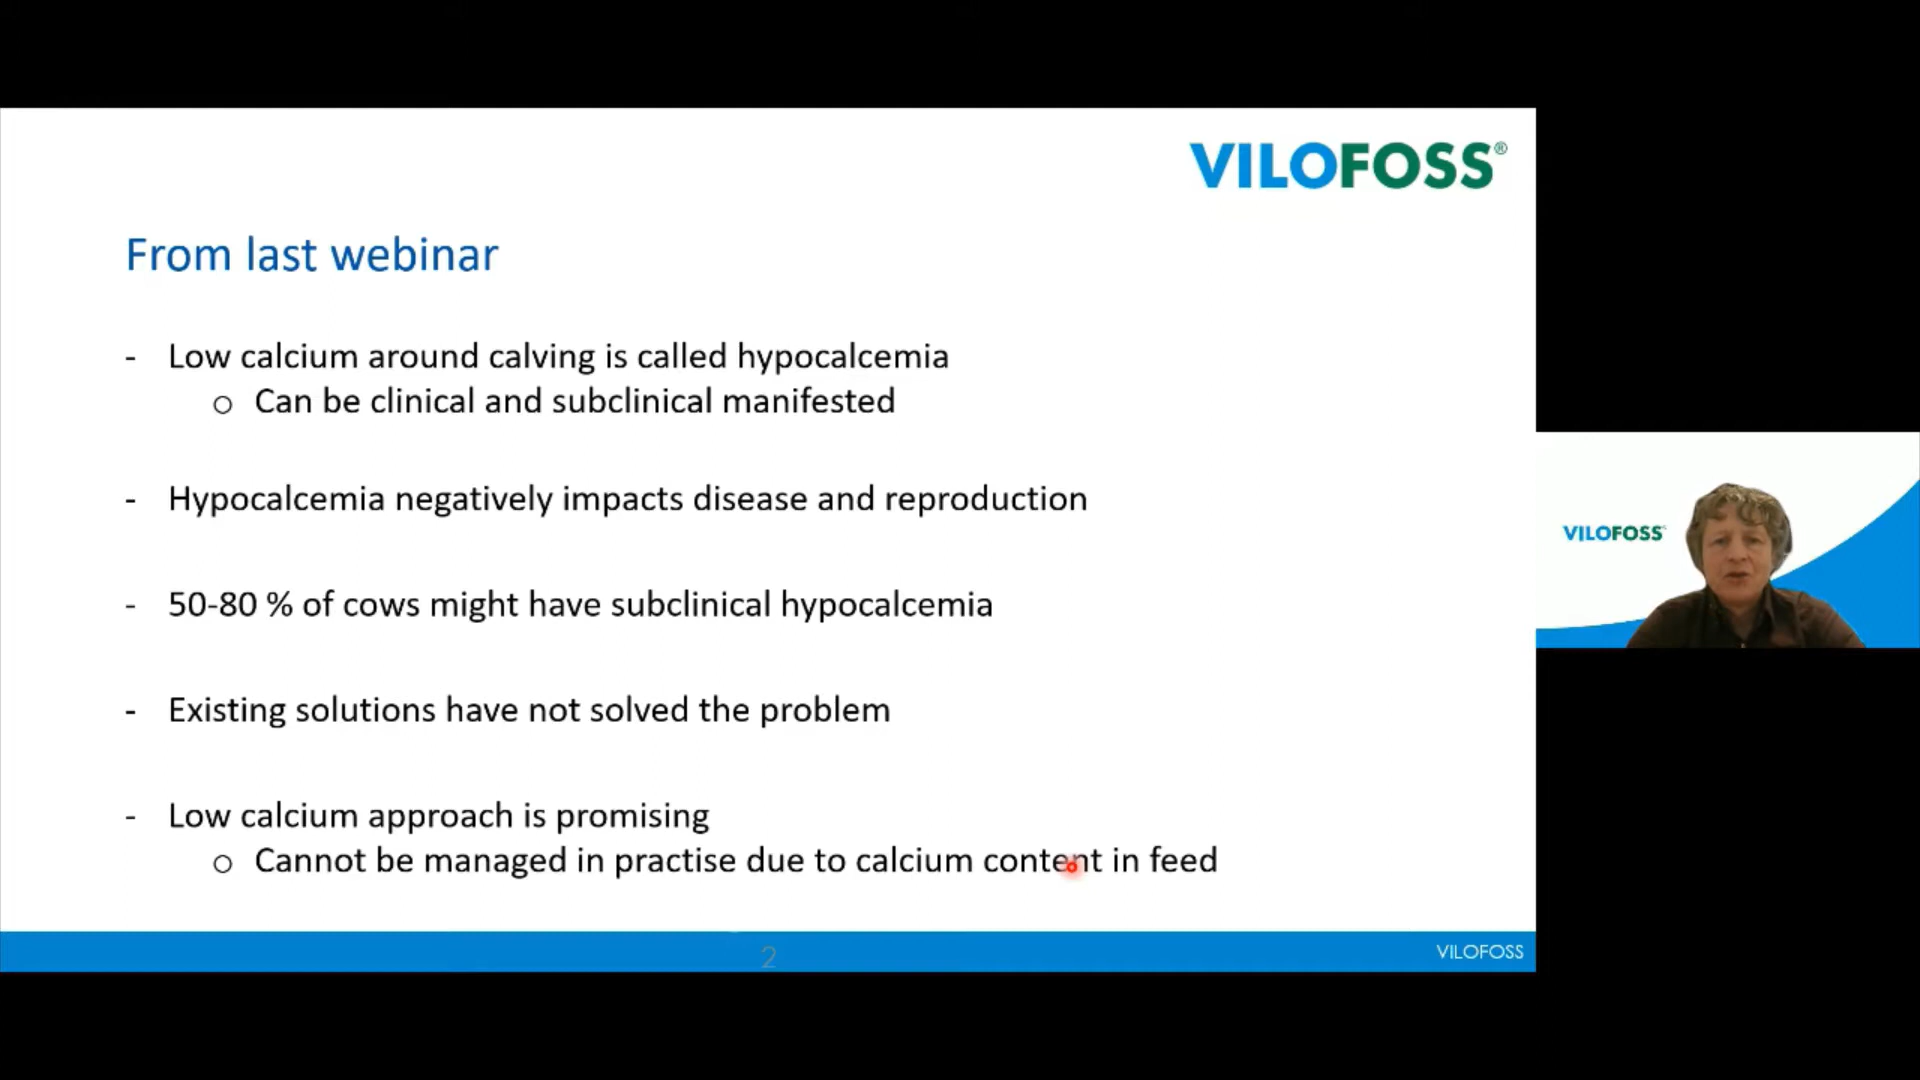 VILOFOSS®
From last webinar
- Low calcium around calving is called hypocalcemia
o Can be clinical and subclinical manifested
- Hypocalcemia negatively impacts disease and reproduction
- 50-80 % of cows might have subclinical hypocalcemia
- Existing solutions have not solved the problem
- Low calcium approach is promising
o Cannot be managed in practise due to calcium content in feed
2
VILOFOSS
VILOFOSS